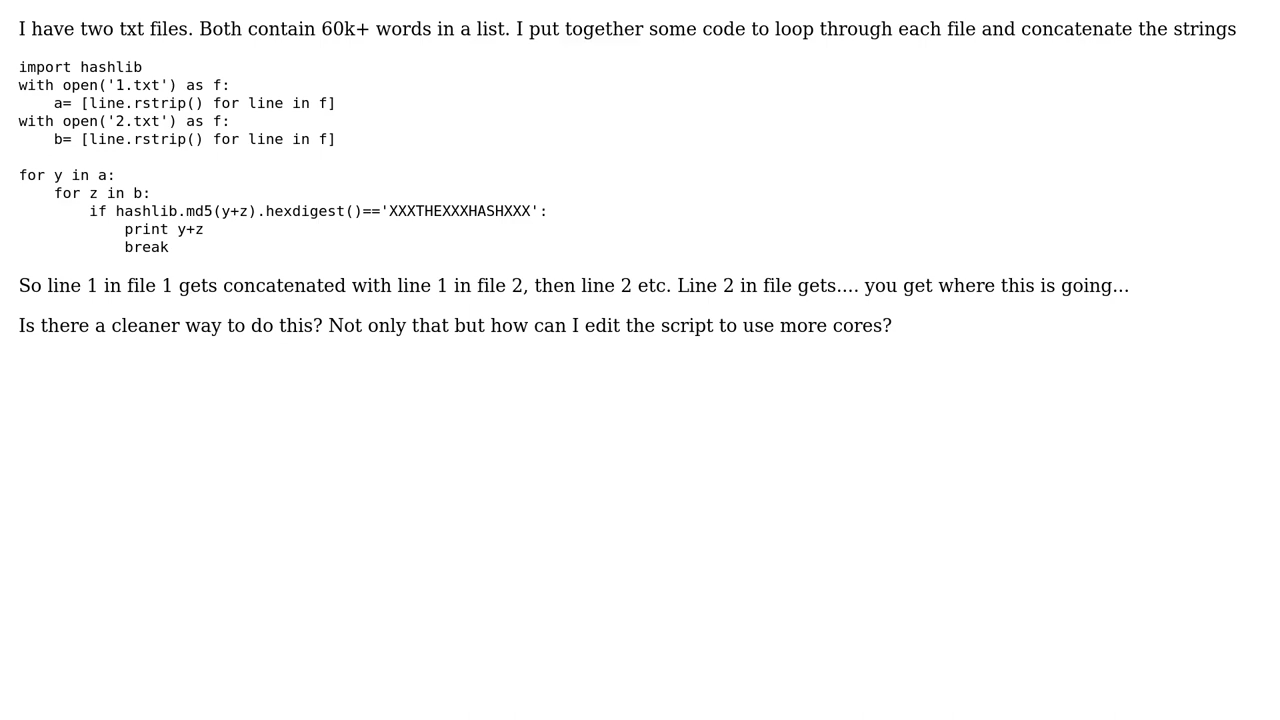 I have two txt files. Both contain 60k+ words in a list. I put together some code to loop through each file and concatenate the strings
import hashlib
with open('1.txt') as f:
    a= [line.rstrip() for line in f]
with open('2.txt') as f:
    b= [line.rstrip() for line in f]

for y in a:
    for z in b:
        if hashlib.md5(y+z).hexdigest()=='XXXTHEXXXHASHXXX':
            print y+z
            break
So line 1 in file 1 gets concatenated with line 1 in file 2, then line 2 etc. Line 2 in file gets.... you get where this is going...
Is there a cleaner way to do this? Not only that but how can I edit the script to use more cores?